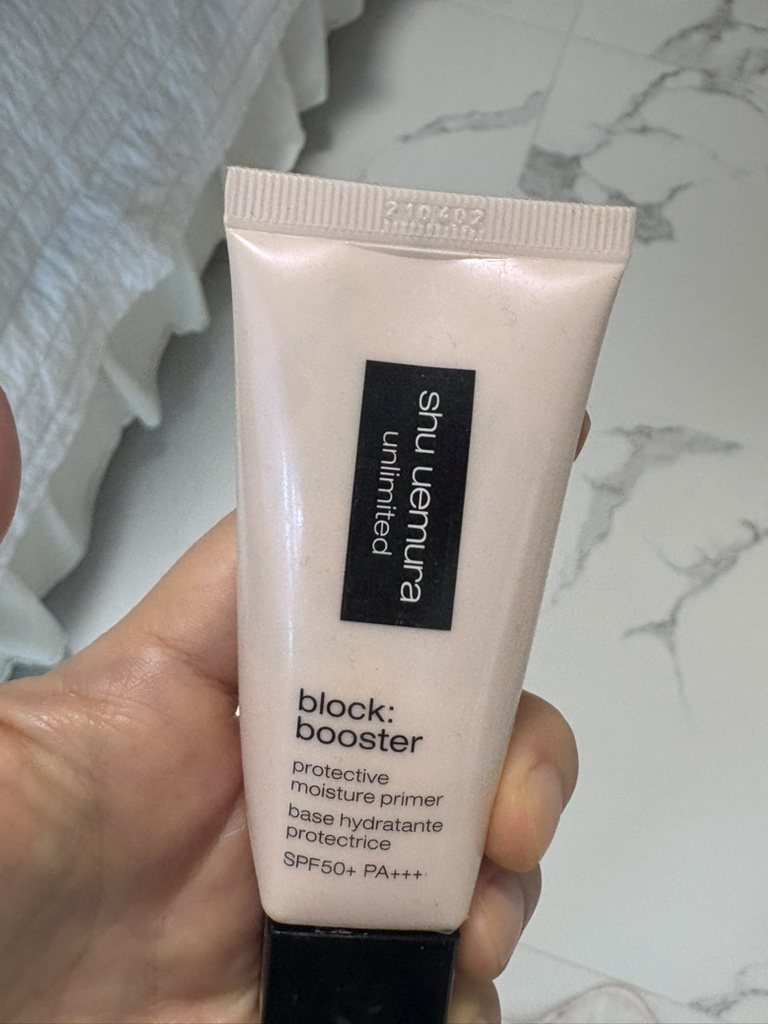 210402
shu uemura
unlimited
block:
booster
protective
moisture primer
base hydratante
protectrice
SPF50+ PA+++